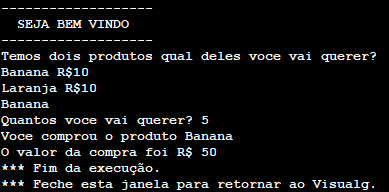 -------------------
  SEJA BEM VINDO
-------------------
Temos dois produtos qual deles voce vai querer?
Banana R$10
Laranja R$10
Banana
Quantos voce vai querer? 5
Voce comprou o produto Banana
O valor da compra foi R$ 50
*** Fim da execução.
*** Feche esta janela para retornar ao Visualg.